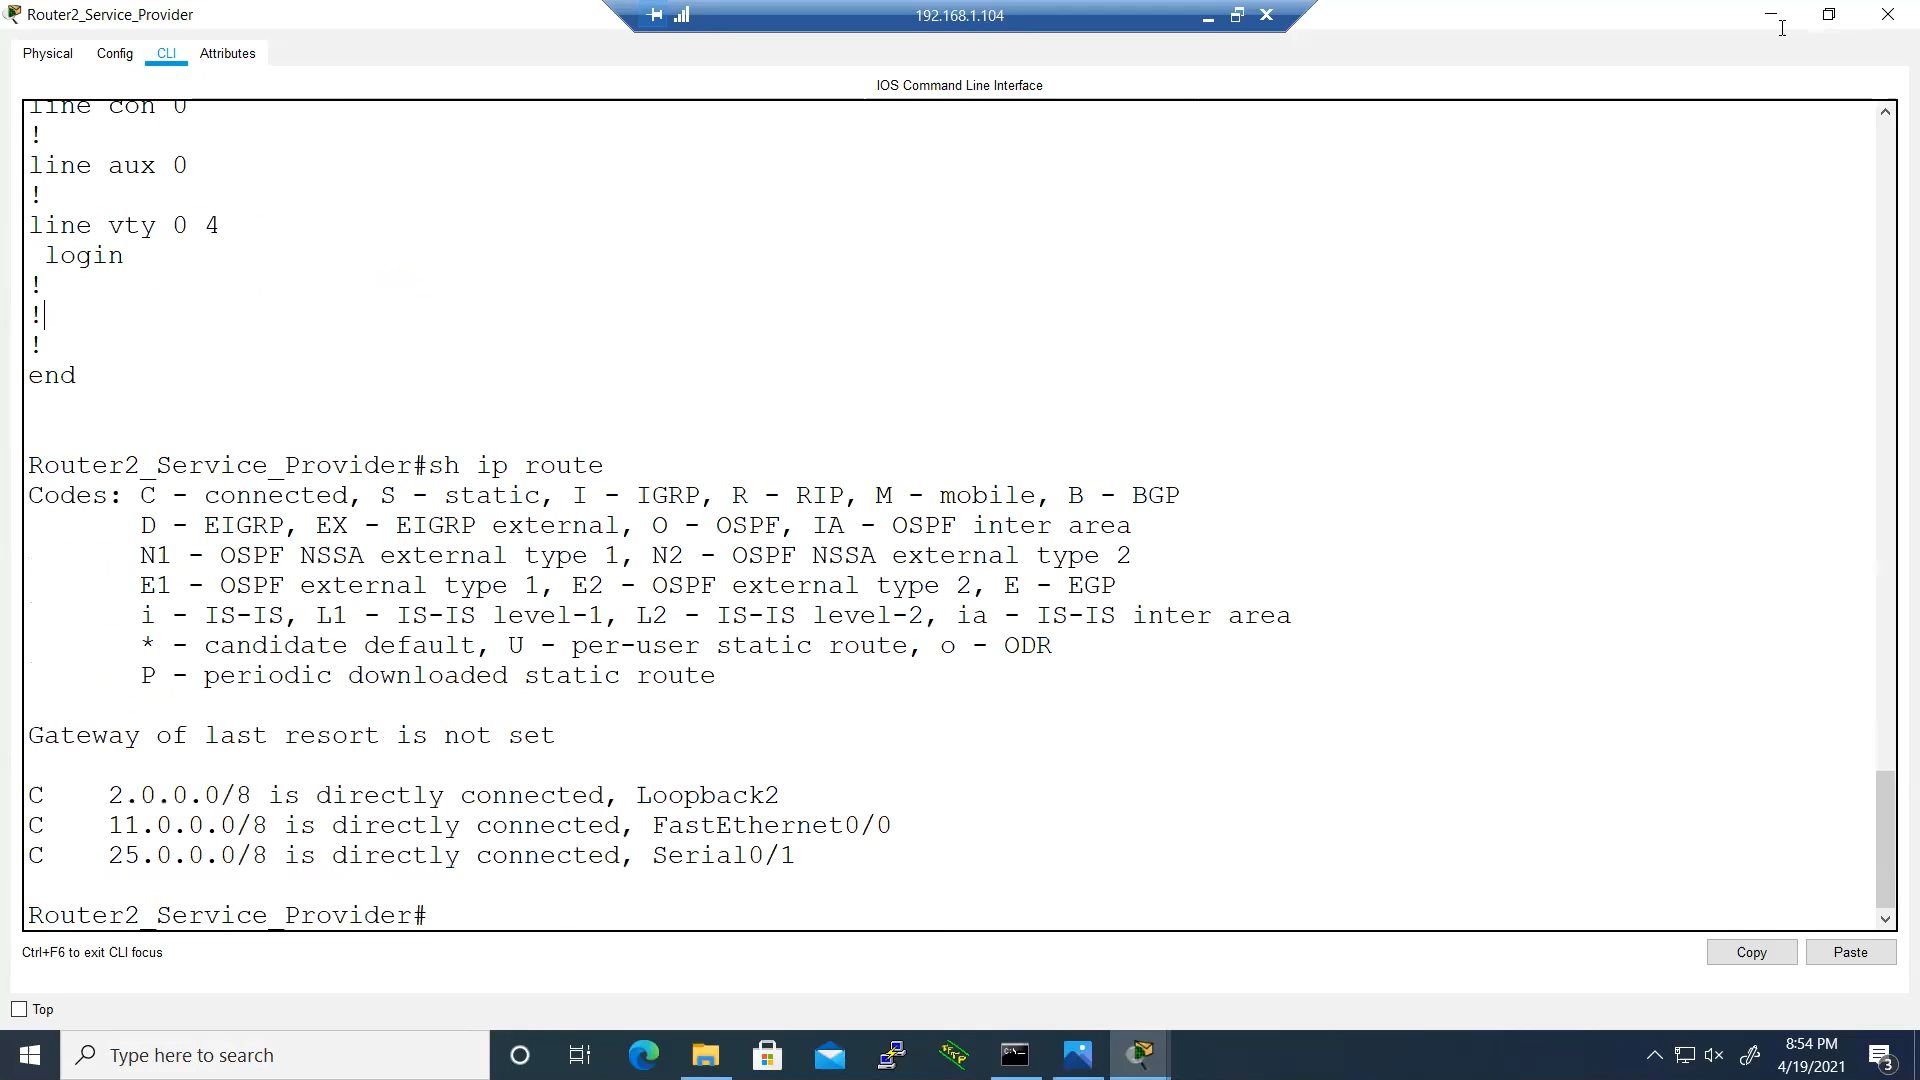 Router2_Service_Provider
192.168.1.104
Physical Config CLI Attributes
IOS Command Line Interface
line con 0
!
line aux 0
!
line vty 0 4
 login
!
!
!
end
Router2_Service_Provider#sh ip route
Codes: C - connected, S - static, I - IGRP, R - RIP, M - mobile, B - BGP
       D - EIGRP, EX - EIGRP external, O - OSPF, IA - OSPF inter area
       N1 - OSPF NSSA external type 1, N2 - OSPF NSSA external type 2
       E1 - OSPF external type 1, E2 - OSPF external type 2, E - EGP
       i - IS-IS, L1 - IS-IS level-1, L2 - IS-IS level-2, ia - IS-IS inter area
       * - candidate default, U - per-user static route, o - ODR
       P - periodic downloaded static route
Gateway of last resort is not set
C    2.0.0.0/8 is directly connected, Loopback2
C    11.0.0.0/8 is directly connected, FastEthernet0/0
C    25.0.0.0/8 is directly connected, Serial0/1
Router2_Service_Provider#
Ctrl+F6 to exit CLI focus
Copy Paste
Top
Type here to search
8:54 PM
4/19/2021
3